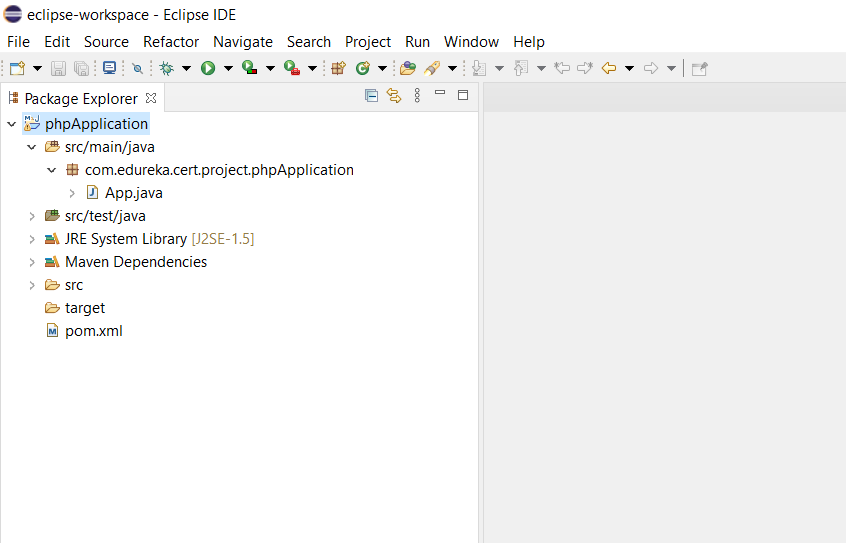 eclipse-workspace - Eclipse IDE
File Edit Source Refactor Navigate Search Project Run Window Help
Package Explorer
phpApplication
src/main/java
com.edureka.cert.project.phpApplication
App.java
src/test/java
JRE System Library [J2SE-1.5]
Maven Dependencies
src
target
pom.xml